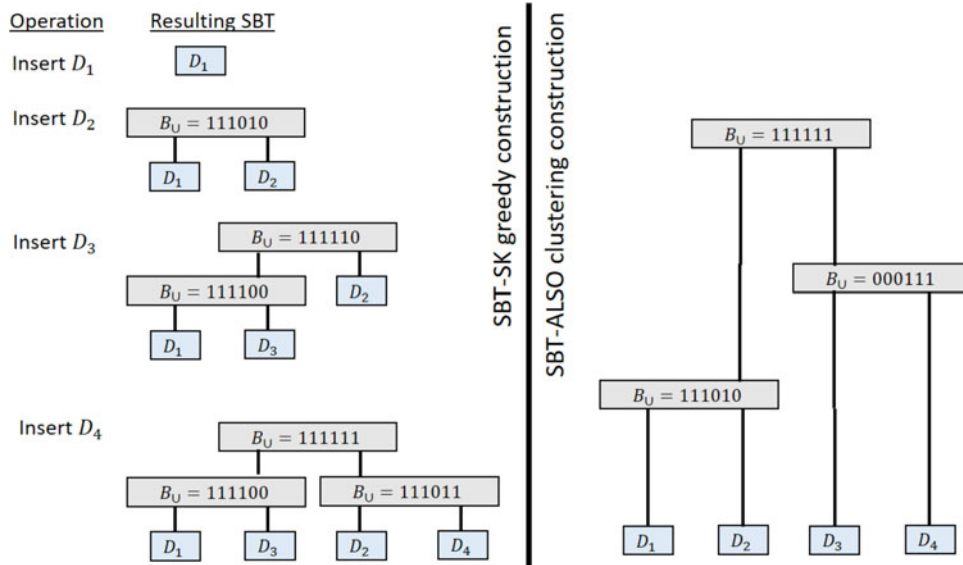 Operation Resulting SBT
Insert D₁
D₁
Insert D₂
B∪ = 111010
D₁ D₂
Insert D₃
B∪ = 111110
B∪ = 111100 D₂
D₁ D₃
Insert D₄
B∪ = 111111
B∪ = 111100 B∪ = 111011
D₁ D₃ D₂ D₄
SBT-SK greedy construction
SBT-ALSO clustering construction
B∪ = 111111
B∪ = 000111
B∪ = 111010
D₁ D₂ D₃ D₄